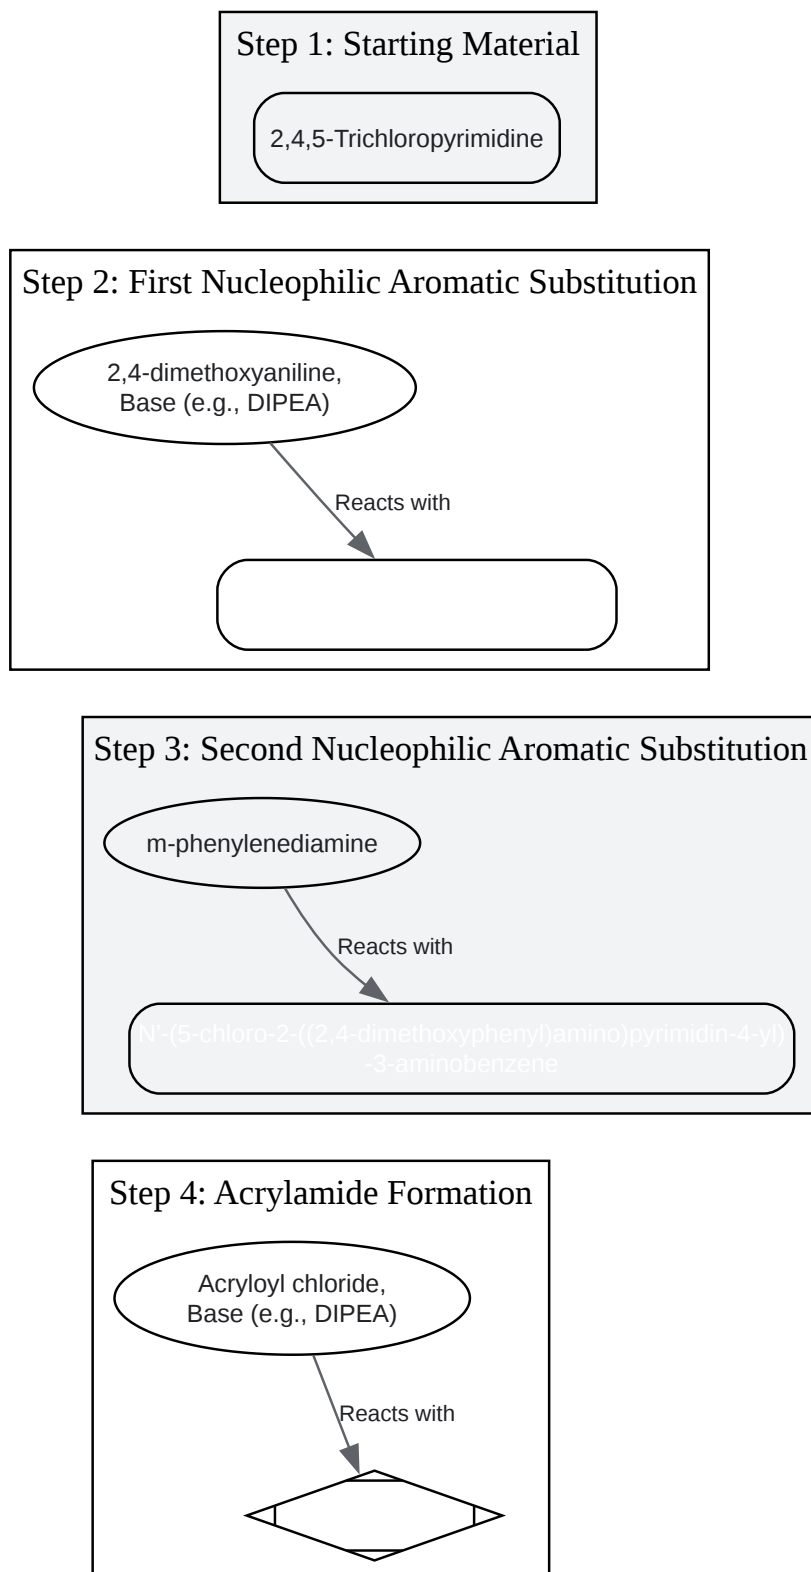 Step 1: Starting Material
2,4,5-Trichloropyrimidine
Step 2: First Nucleophilic Aromatic Substitution
2,4-dimethoxyaniline,
Base (e.g., DIPEA)
Reacts with
Step 3: Second Nucleophilic Aromatic Substitution
m-phenylenediamine
Reacts with
N'-(5-chloro-2-((2,4-dimethoxyphenyl)amino)pyrimidin-4-yl)
-3-aminobenzene
Step 4: Acrylamide Formation
Acryloyl chloride,
Base (e.g., DIPEA)
Reacts with